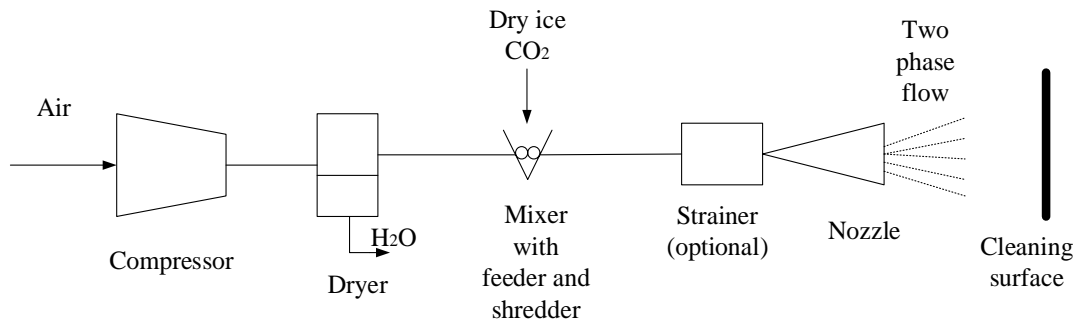 Air
Compressor
H2O
Dryer
Dry ice
CO2
Mixer
with
feeder and
shredder
Strainer
(optional)
Nozzle
Two
phase
flow
Cleaning
surface